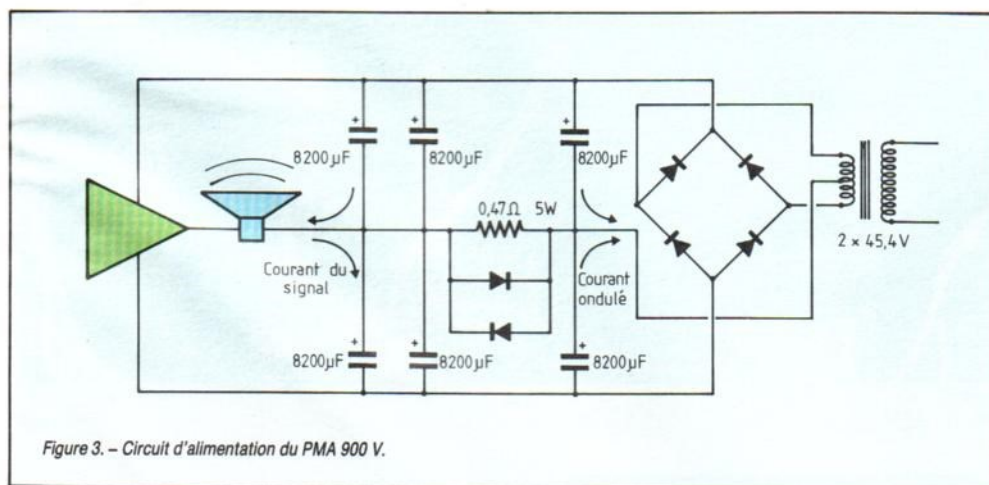 +
8200µF
+
8200µF
+
8200µF
0,47Ω 5W
2 × 45,4V
Courant du
signal
Courant
ondulé
+
8200µF
+
8200µF
+
8200µF
Figure 3. – Circuit d'alimentation du PMA 900 V.